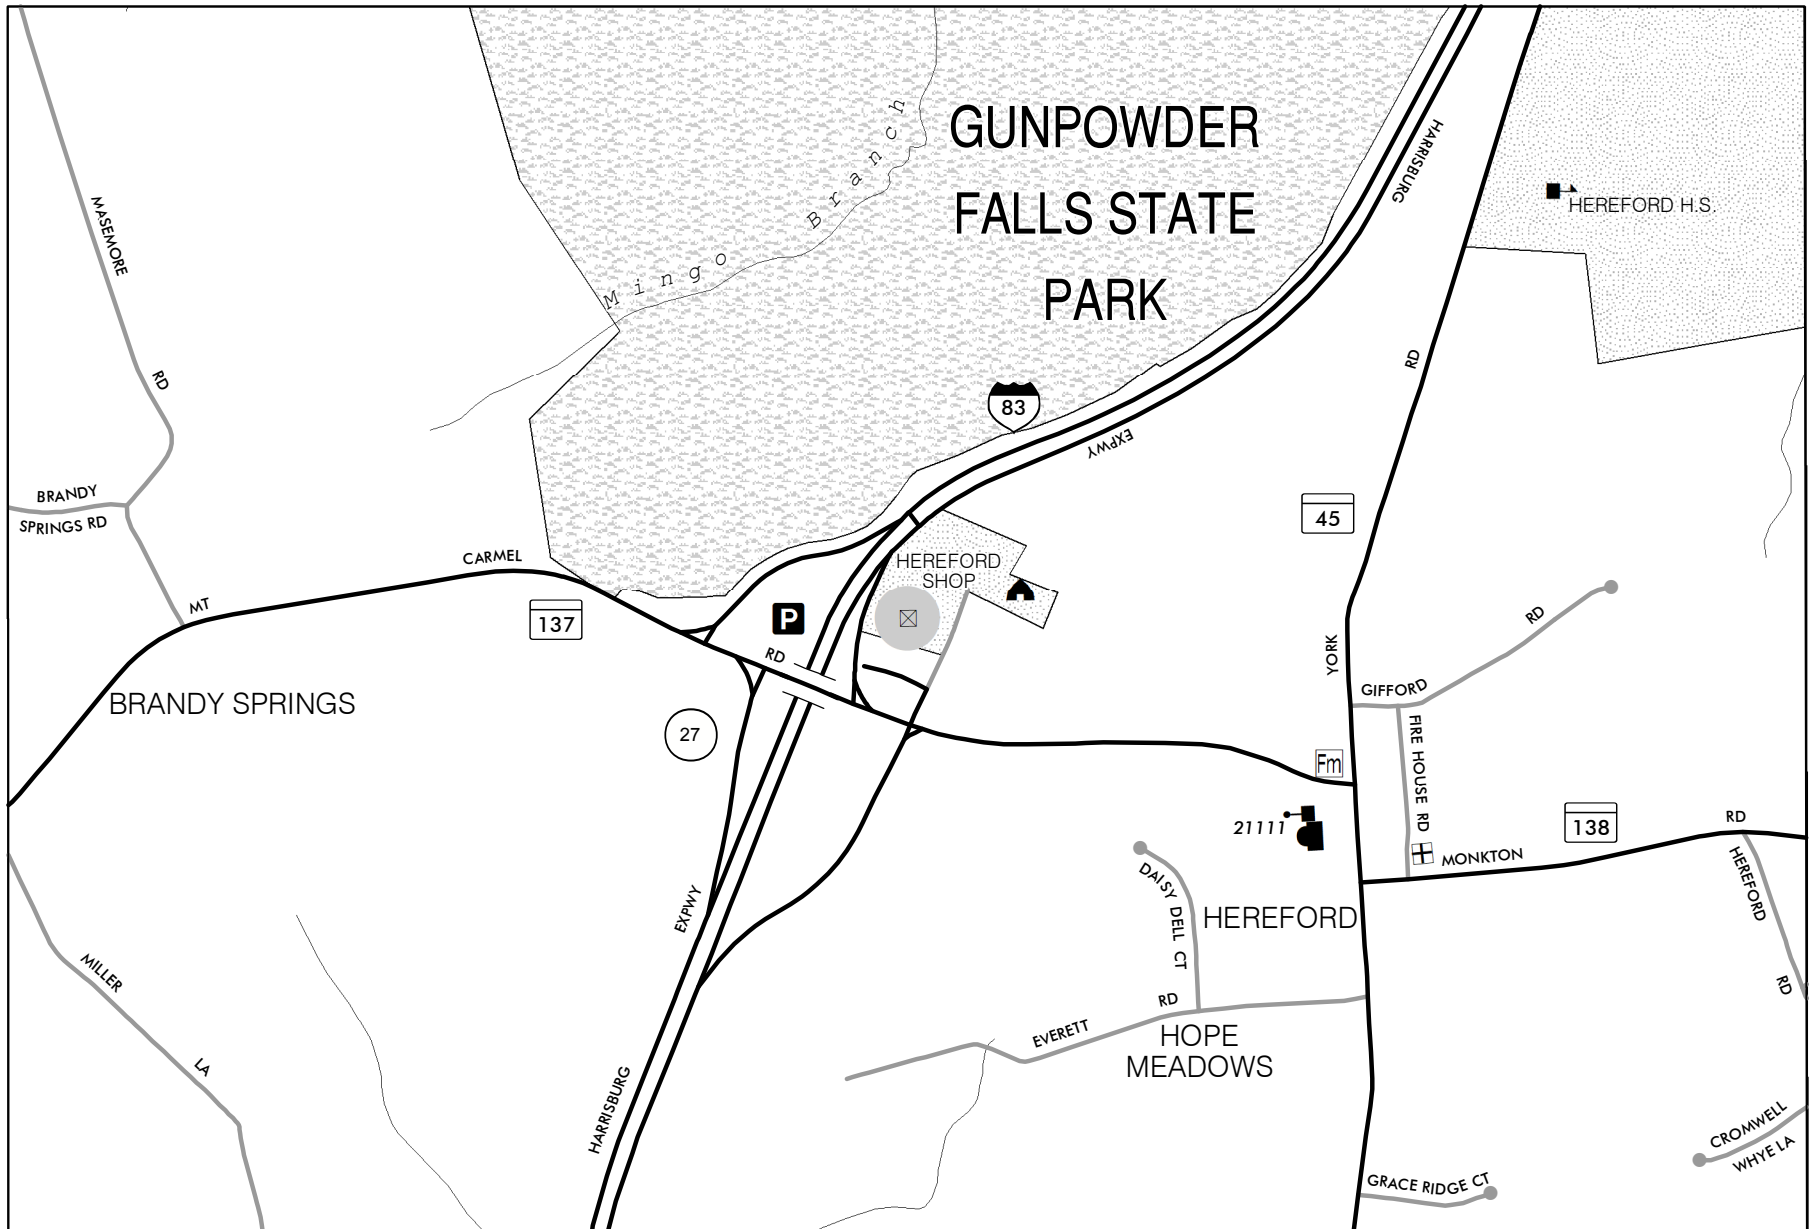 GUNPOWDER
FALLS STATE
PARK
Mingo Branch
HARRISBURG
EXPWY
HEREFORD H.S.
MASEMORE
RD
RD
83
45
BRANDY
SPRINGS RD
CARMEL
MT
137
P
RD
HEREFORD
SHOP
BRANDY SPRINGS
27
YORK
RD
GIFFORD
FIRE HOUSE RD
Fm
21111
138
RD
MONKTON
HEREFORD
RD
DAISY DELL CT
HEREFORD
EXPWY
HARRISBURG
MILLER
LA
RD
EVERETT
HOPE
MEADOWS
CROMWELL
WHYE LA
GRACE RIDGE CT